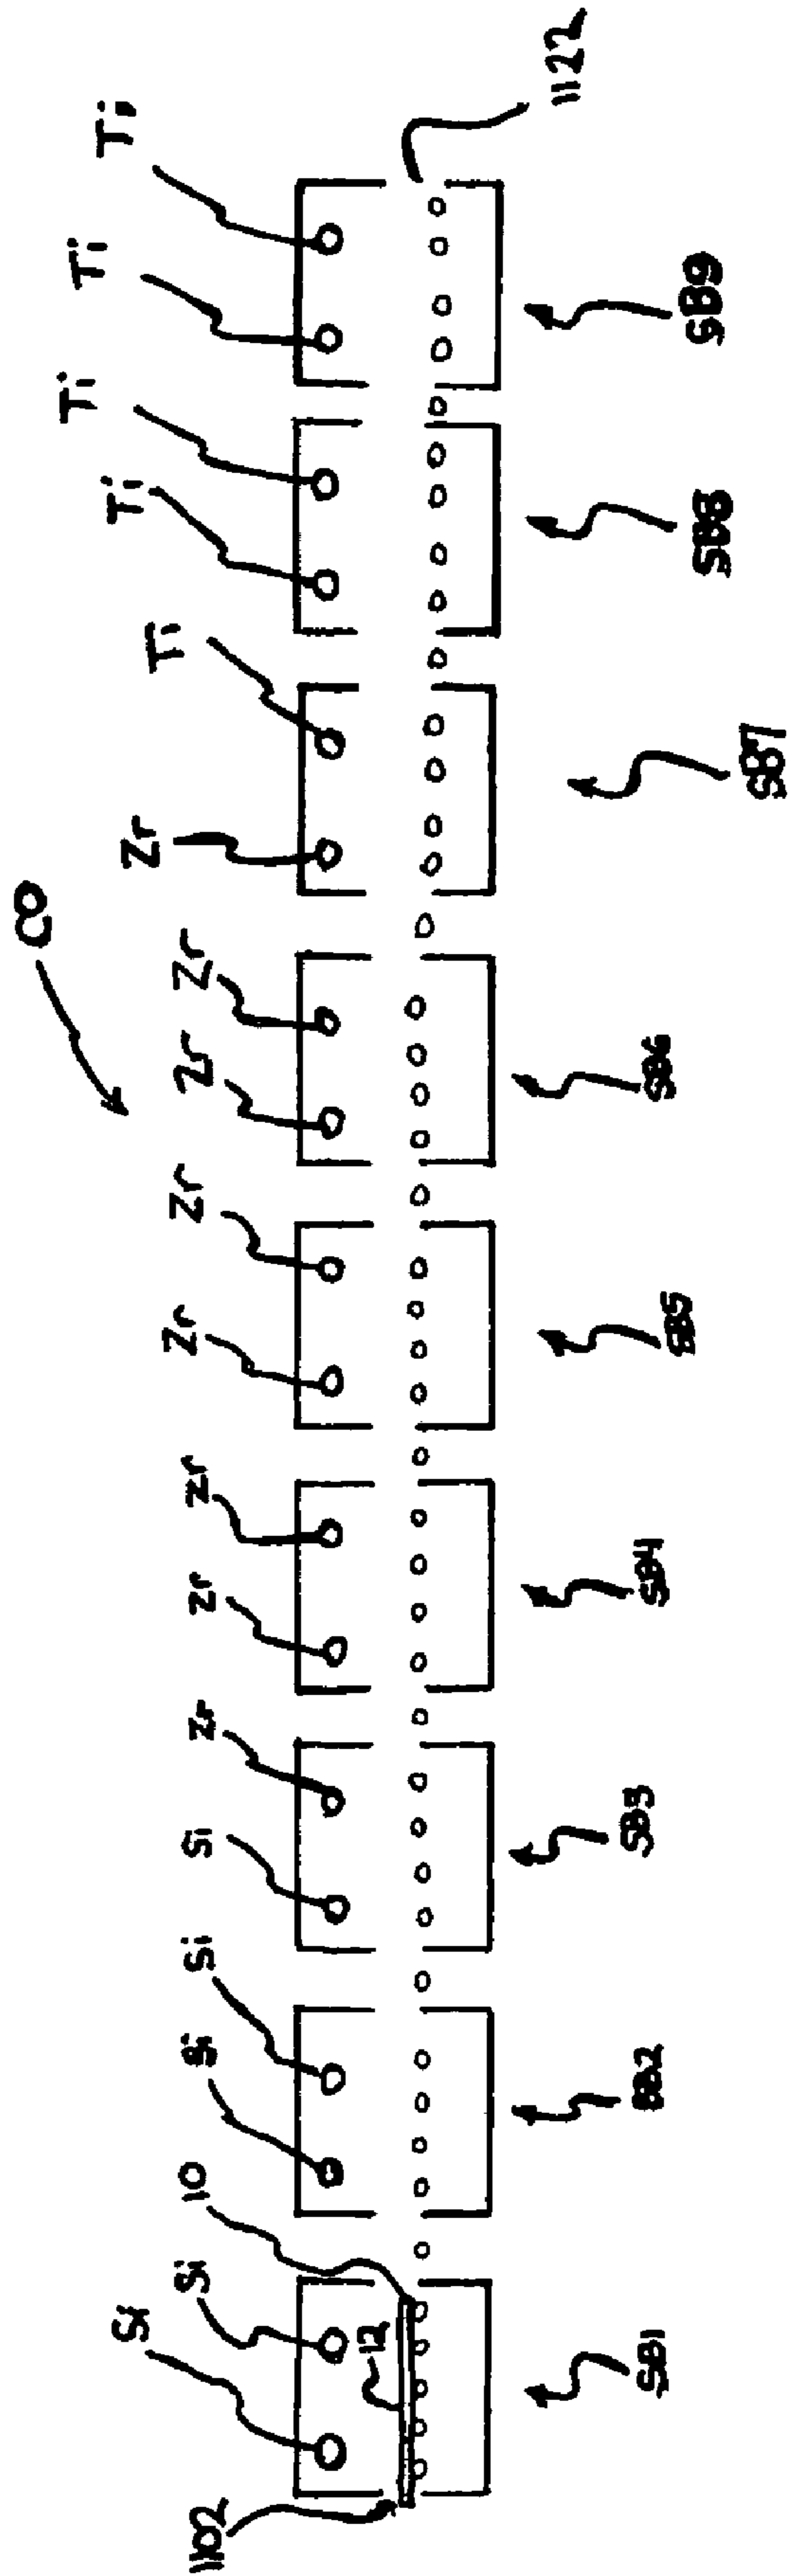 CO
1102
Si
Si
10
Si
Si
Si
Zr
Zr
Zr
Zr
Zr
Zr
Zr
Zr
Ti
Ti
Ti
Ti
Ti
12
1122
SB1
SB2
SB3
SB4
SB5
SB6
SB7
SB8
SB9